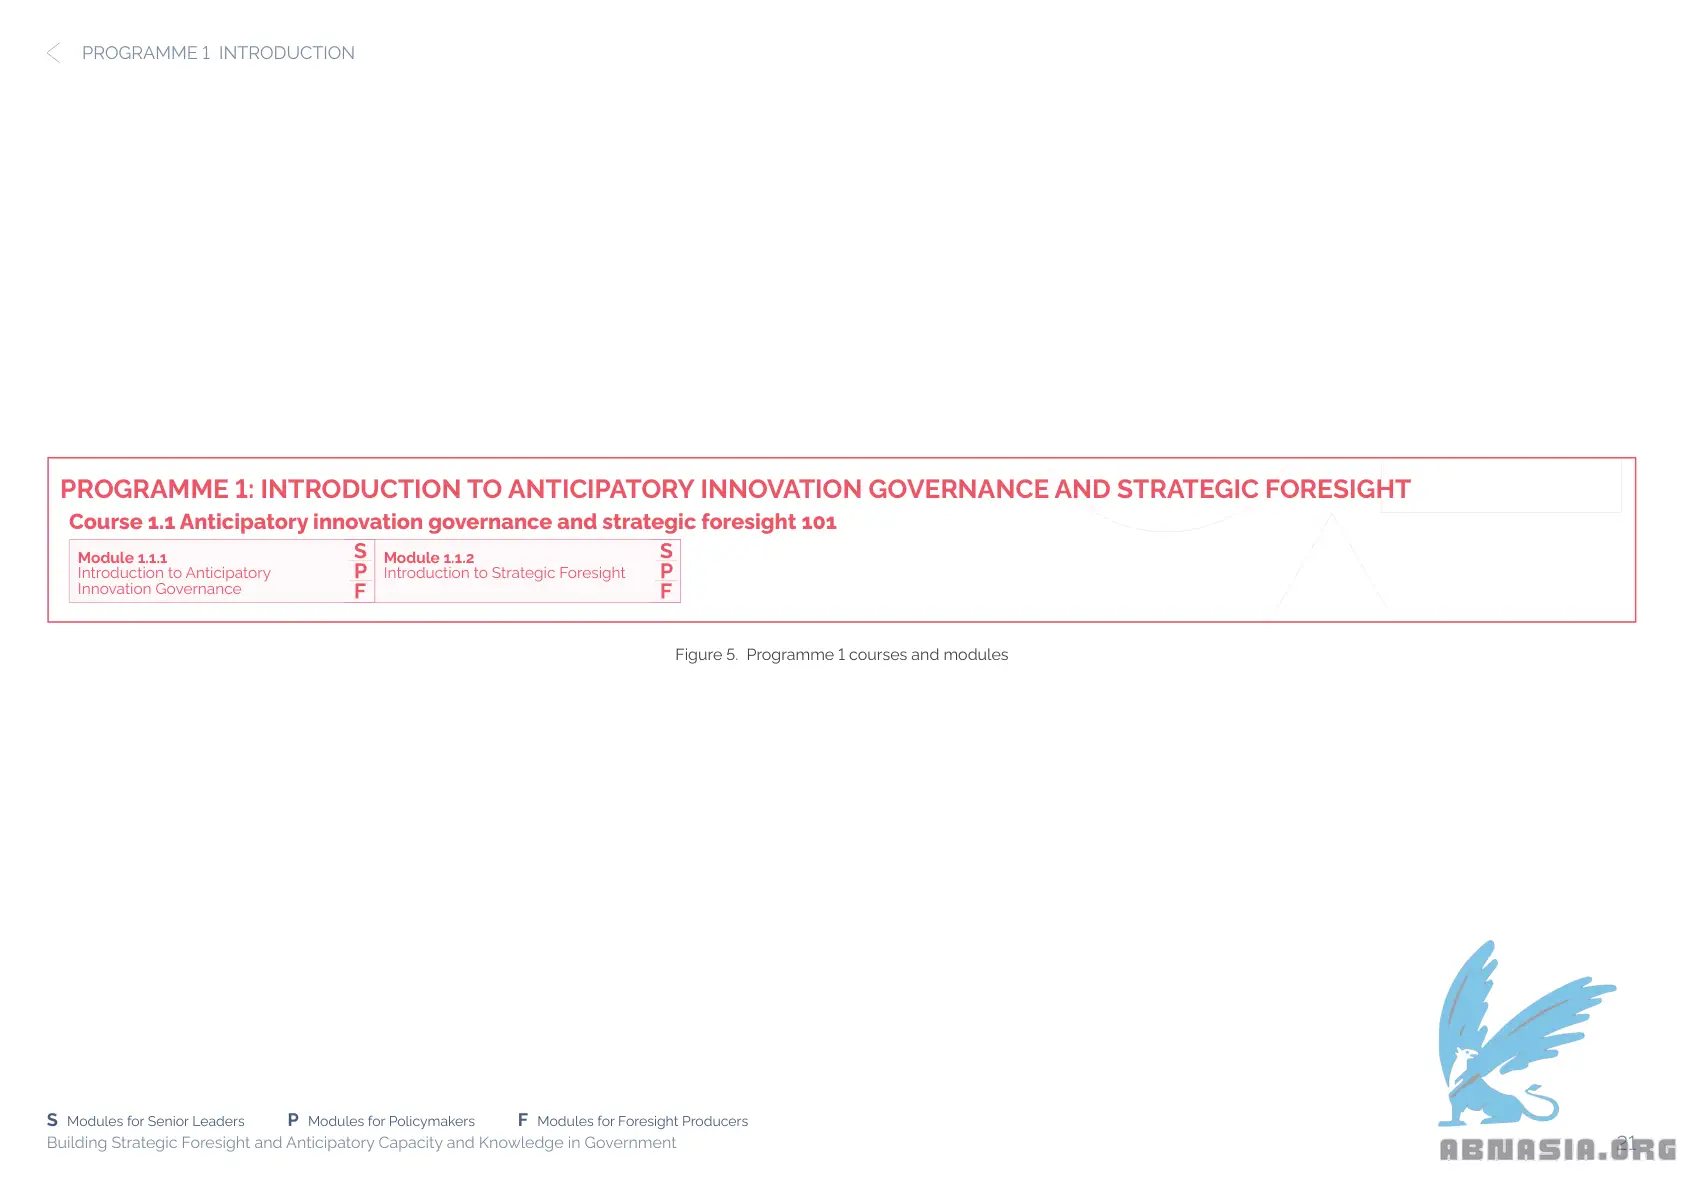 PROGRAMME 1 INTRODUCTION
PROGRAMME 1: INTRODUCTION TO ANTICIPATORY INNOVATION GOVERNANCE AND STRATEGIC FORESIGHT
Course 1.1 Anticipatory innovation governance and strategic foresight 101
Module 1.1.1
Introduction to Anticipatory
Innovation Governance
S
P
F
Module 1.1.2
Introduction to Strategic Foresight
S
P
F
Figure 5. Programme 1 courses and modules
S Modules for Senior Leaders P Modules for Policymakers F Modules for Foresight Producers
Building Strategic Foresight and Anticipatory Capacity and Knowledge in Government
21
ABNASIA.ORG